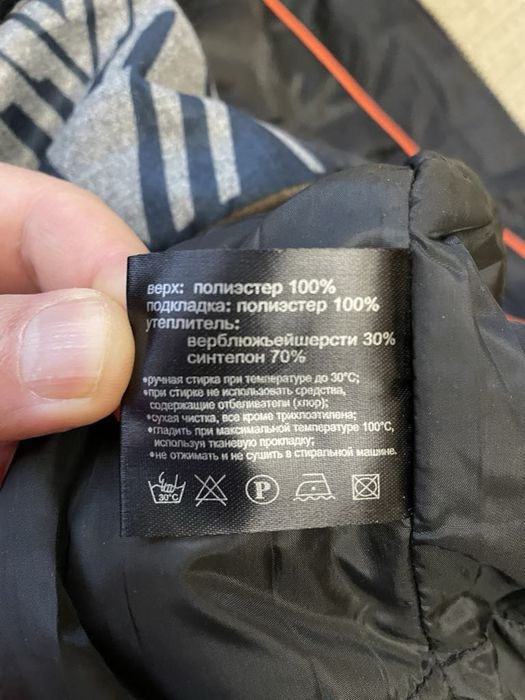 верх: полиэстер 100%
подкладка: полиэстер 100%
утеплитель:
верблюжьейшерсти 30%
синтепон 70%
•ручная стирка при температуре до 30°С;
•при стирке не использовать средства,
содержащие отбеливатели (хлор);
•сухая чистка, все кроме трихлоэтилена;
•гладить при максимальной температуре 100°С,
используя тканевую прокладку;
•не отжимать и не сушить в стиральной машине.
30°C P